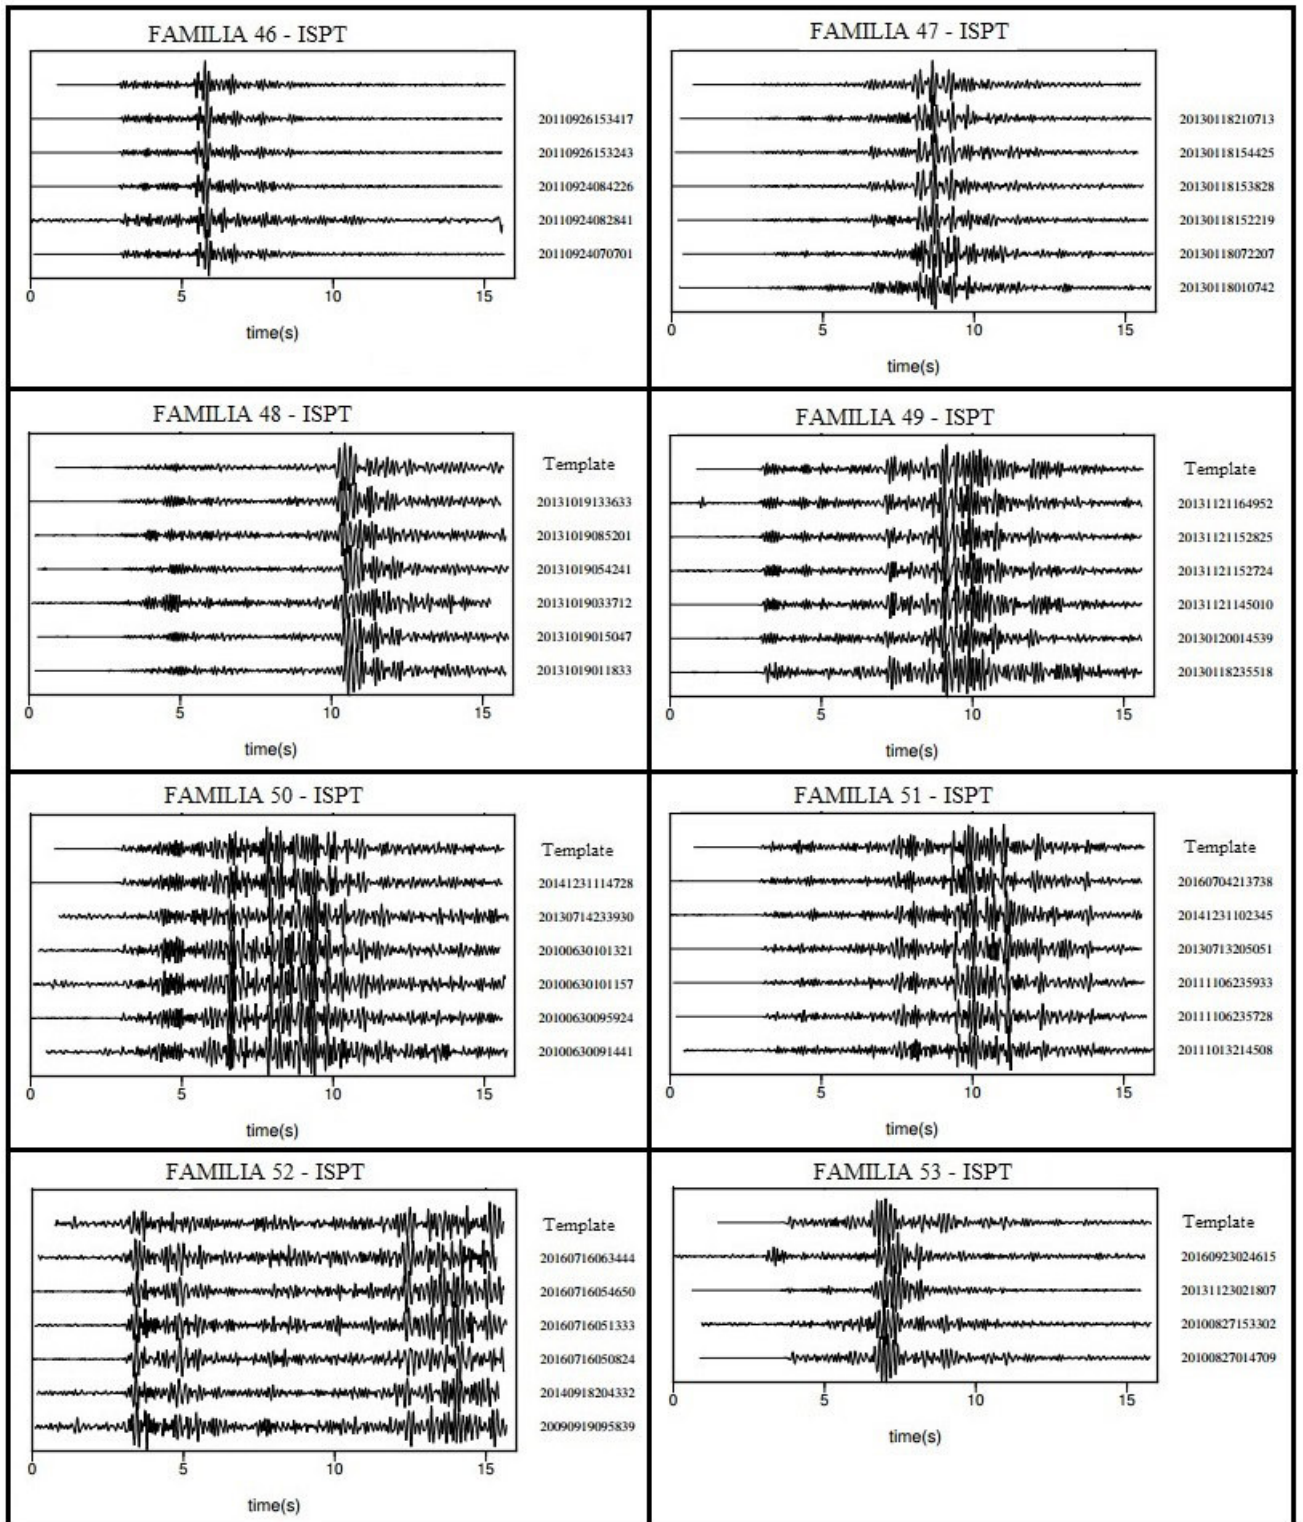 FAMILIA 46 - ISPT
20110926153417
20110926153243
20110924084226
20110924082841
20110924070701
0 5 10 15
time(s)
FAMILIA 47 - ISPT
20130118210713
20130118154425
20130118153828
20130118152219
20130118072207
20130118010742
0 5 10 15
time(s)
FAMILIA 48 - ISPT
Template
20131019133633
20131019085201
20131019054241
20131019033712
20131019015047
20131019011833
0 5 10 15
time(s)
FAMILIA 49 - ISPT
Template
20131121164952
20131121152825
20131121152724
20131121145010
20130120014539
20130118235518
0 5 10 15
time(s)
FAMILIA 50 - ISPT
Template
20141231114728
20130714233930
20100630101321
20100630101157
20100630095924
20100630091441
0 5 10 15
time(s)
FAMILIA 51 - ISPT
Template
20160704213738
20141231102345
20130713205051
20111106235933
20111106235728
20111013214508
0 5 10 15
time(s)
FAMILIA 52 - ISPT
Template
20160716063444
20160716054650
20160716051333
20160716050824
20140918204332
20090919095839
0 5 10 15
time(s)
FAMILIA 53 - ISPT
Template
20160923024615
20131123021807
20100827153302
20100827014709
0 5 10 15
time(s)